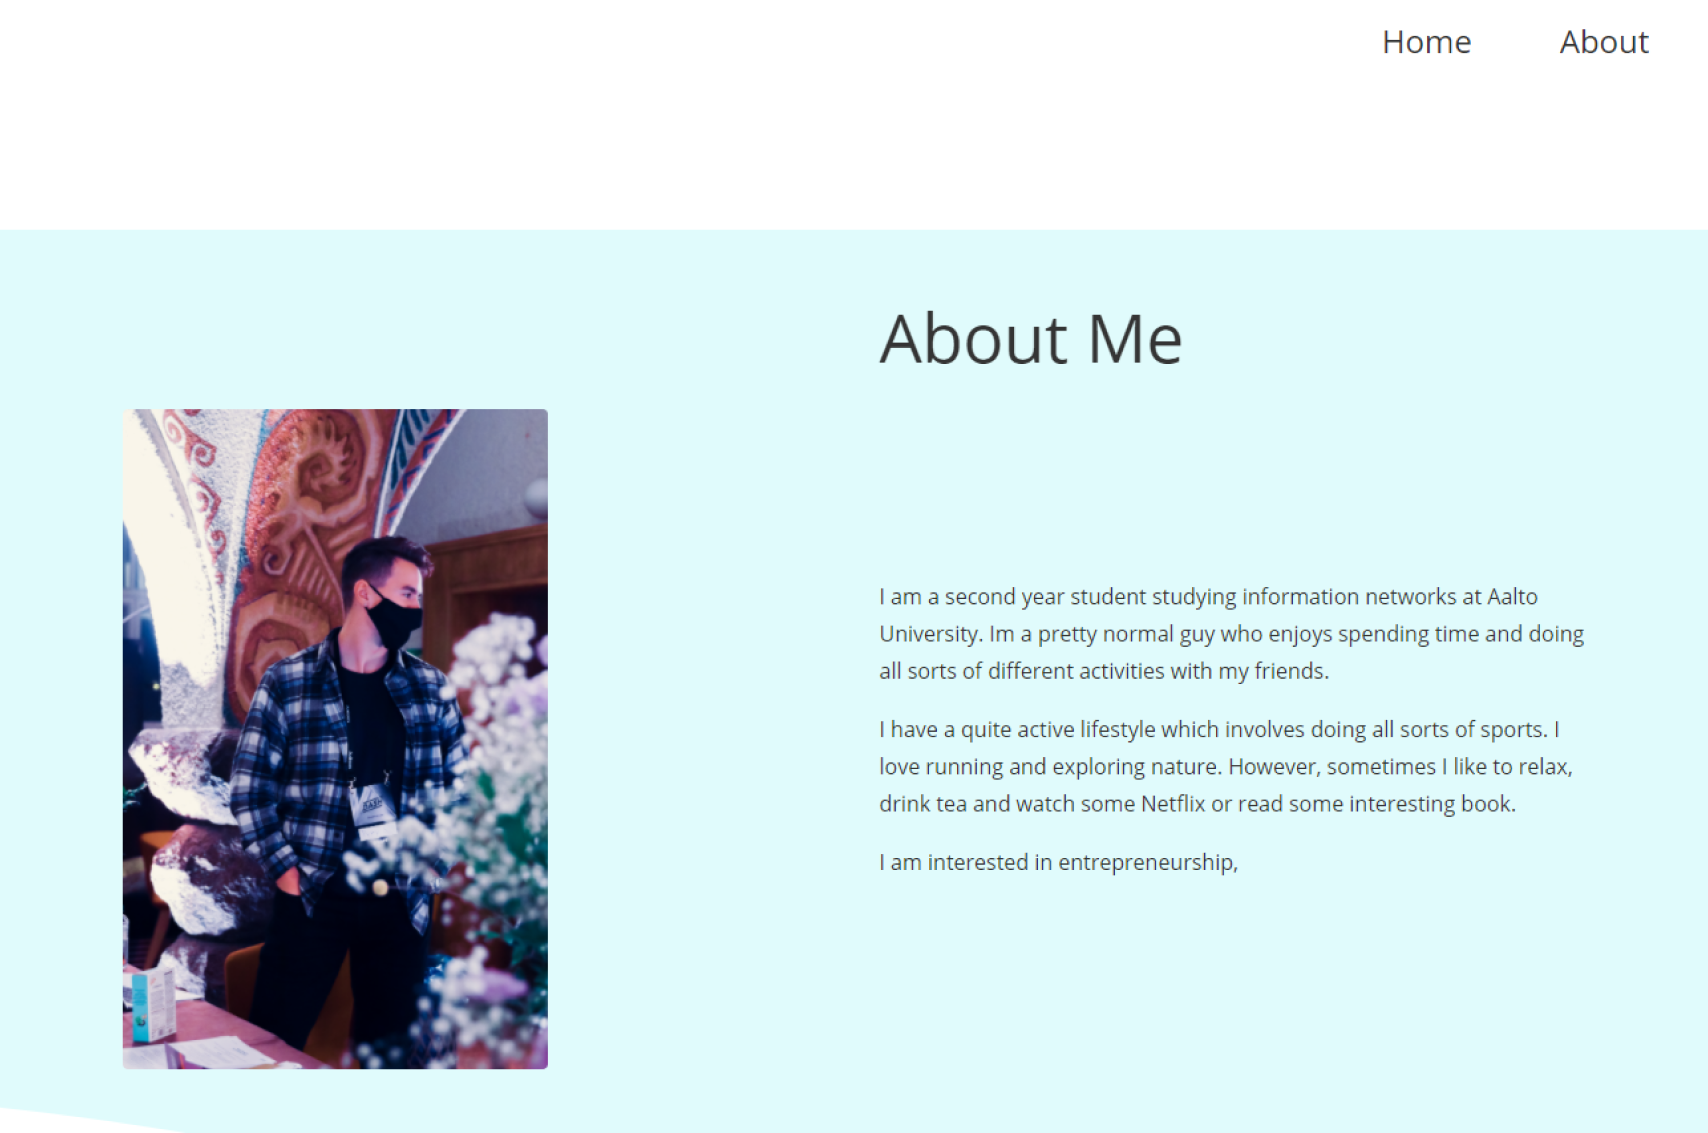 Home About
About Me
I am a second year student studying information networks at Aalto
University. Im a pretty normal guy who enjoys spending time and doing
all sorts of different activities with my friends.
I have a quite active lifestyle which involves doing all sorts of sports. I
love running and exploring nature. However, sometimes I like to relax,
drink tea and watch some Netflix or read some interesting book.
I am interested in entrepreneurship,